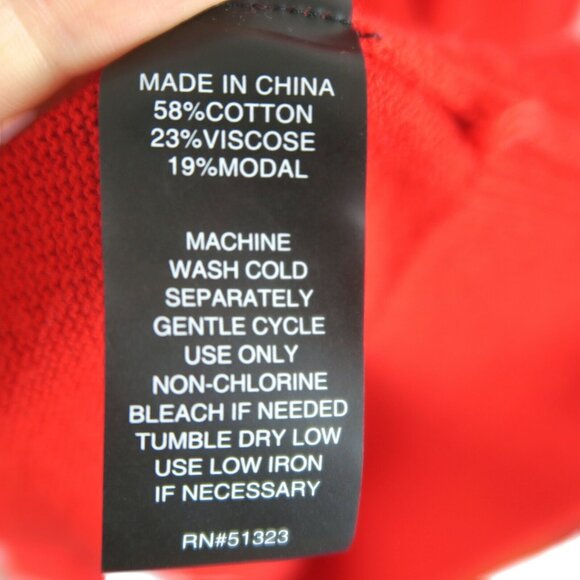 MADE IN CHINA
58%COTTON
23%VISCOSE
19%MODAL
MACHINE
WASH COLD
SEPARATELY
GENTLE CYCLE
USE ONLY
NON-CHLORINE
BLEACH IF NEEDED
TUMBLE DRY LOW
USE LOW IRON
IF NECESSARY
RN#51323